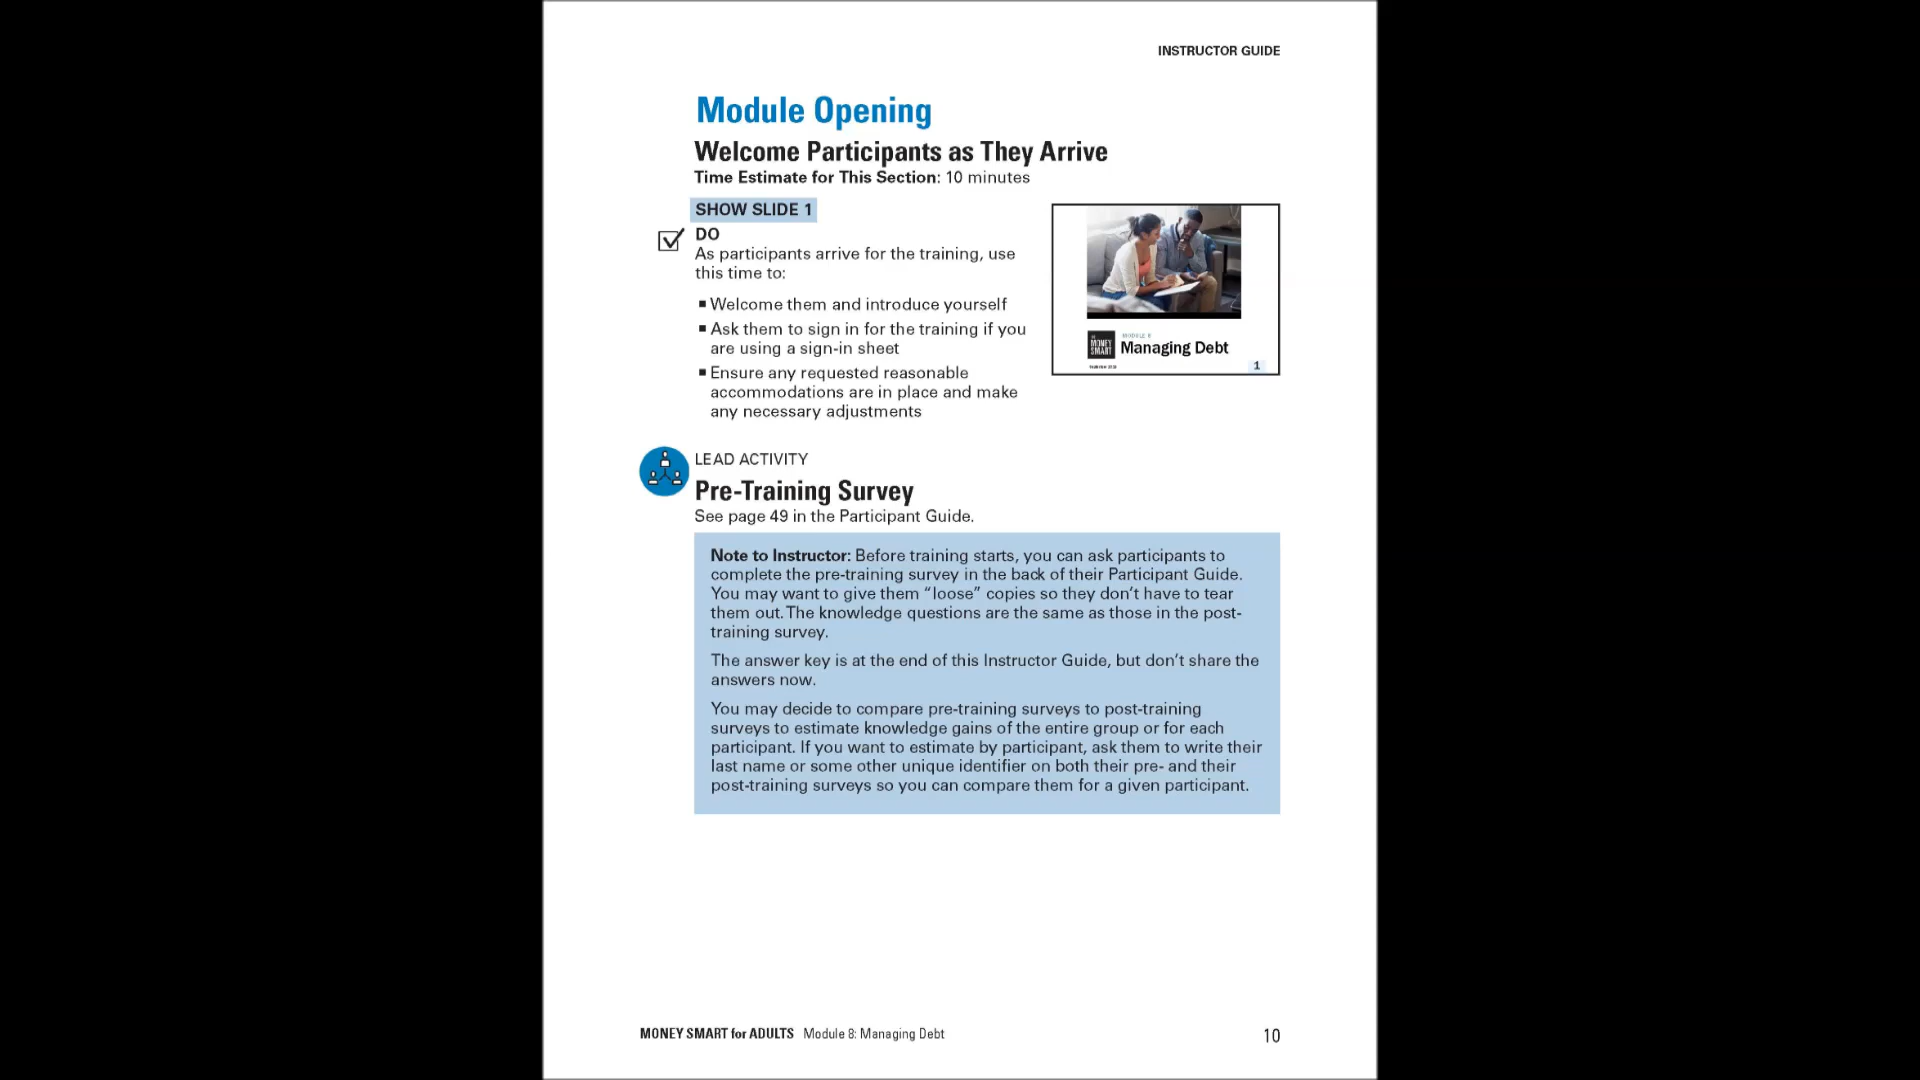 INSTRUCTOR GUIDE
Module Opening
Welcome Participants as They Arrive
Time Estimate for This Section: 10 minutes
SHOW SLIDE 1
DO
As participants arrive for the training, use
this time to:
▪ Welcome them and introduce yourself
▪ Ask them to sign in for the training if you
are using a sign-in sheet
▪ Ensure any requested reasonable
accommodations are in place and make
any necessary adjustments
MODULE 8
MONEY
SMART
Managing Debt
1
LEAD ACTIVITY
Pre-Training Survey
See page 49 in the Participant Guide.
Note to Instructor: Before training starts, you can ask participants to
complete the pre-training survey in the back of their Participant Guide.
You may want to give them “loose” copies so they don’t have to tear
them out. The knowledge questions are the same as those in the post-
training survey.
The answer key is at the end of this Instructor Guide, but don’t share the
answers now.
You may decide to compare pre-training surveys to post-training
surveys to estimate knowledge gains of the entire group or for each
participant. If you want to estimate by participant, ask them to write their
last name or some other unique identifier on both their pre- and their
post-training surveys so you can compare them for a given participant.
MONEY SMART for ADULTS Module 8: Managing Debt
10